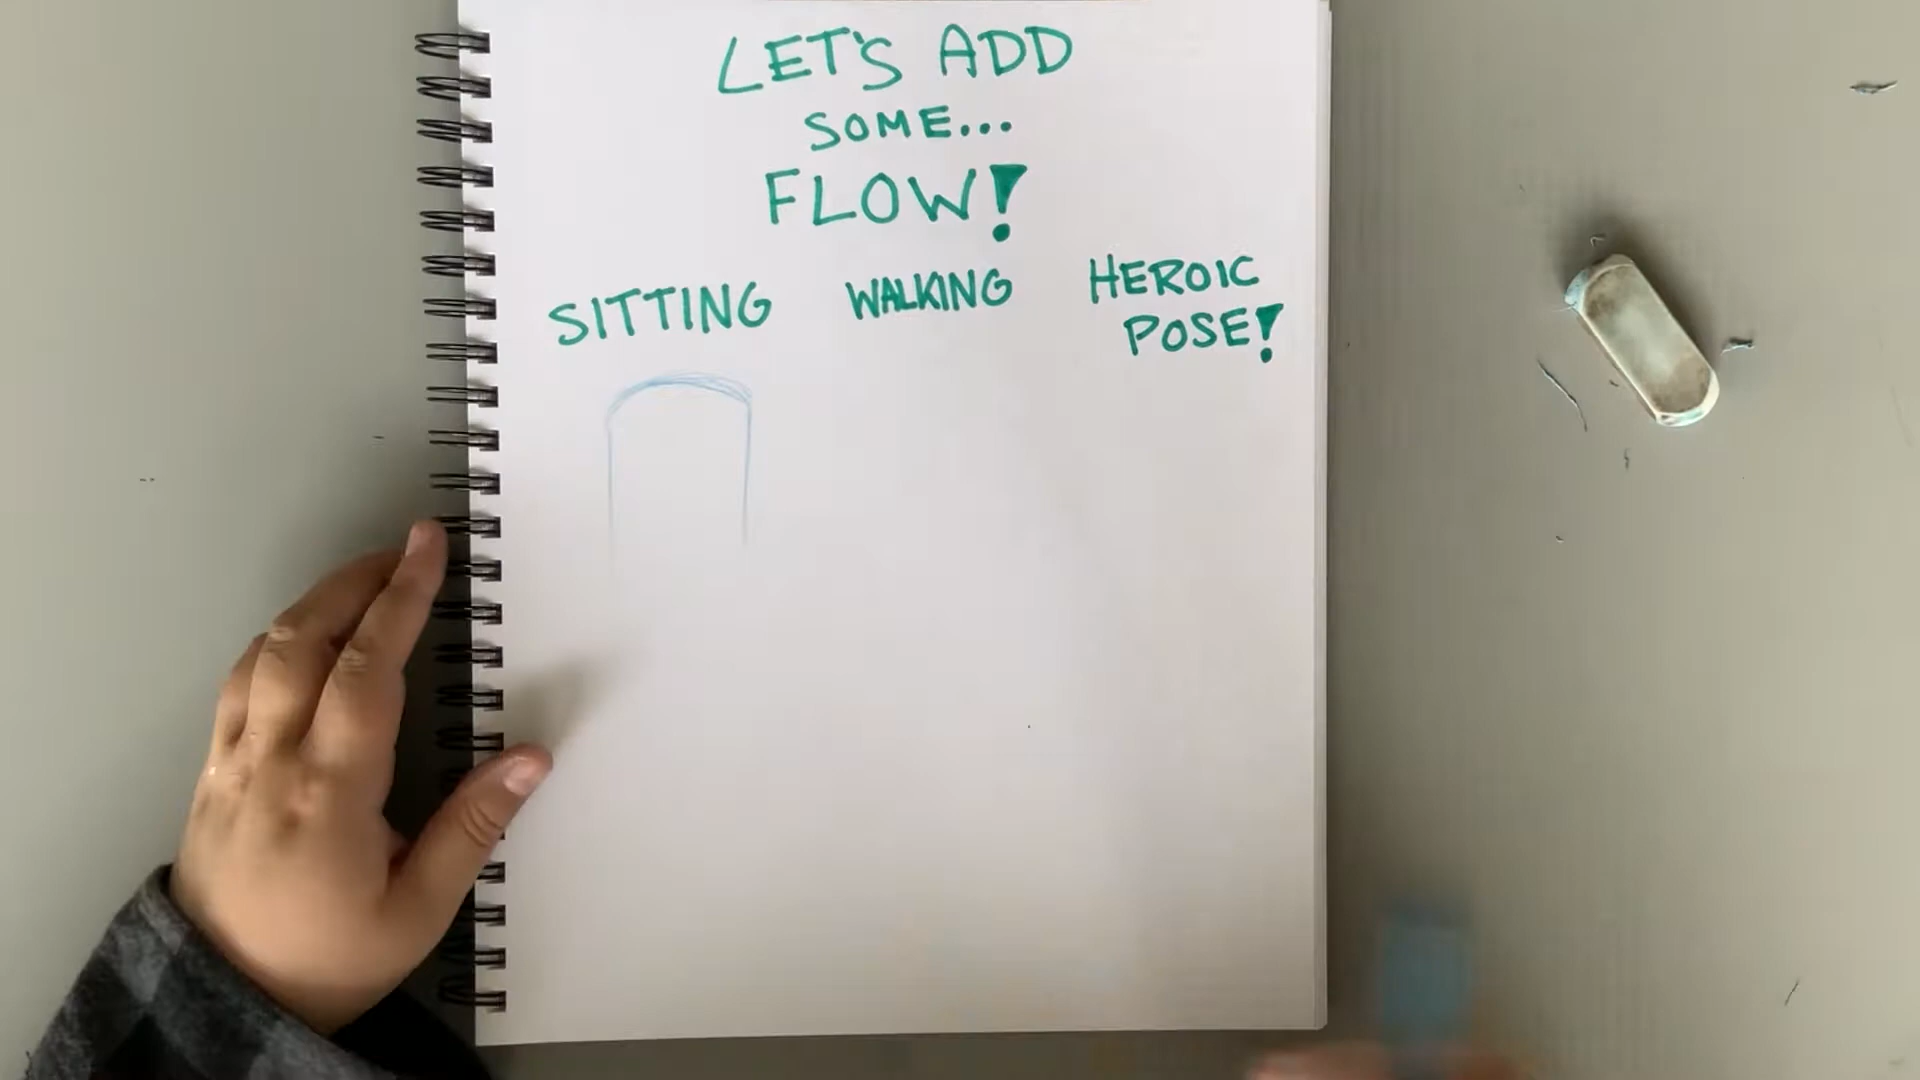 LET'S ADD
SOME...
FLOW!
SITTING
WALKING
HEROIC
POSE!